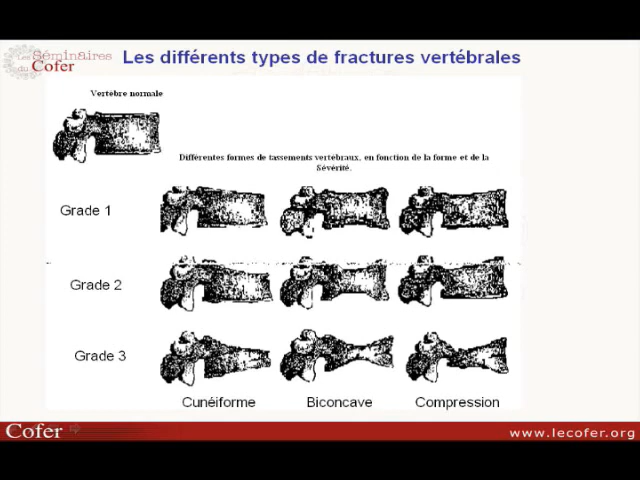 Les Séminaires
du Cofer
Les différents types de fractures vertébrales
Vertèbre normale
Différentes formes de tassements vertébraux, en fonction de la forme et de la
Sévérité.
Grade 1
Grade 2
Grade 3
Cunéiforme Biconcave Compression
Cofer
www.lecofer.org